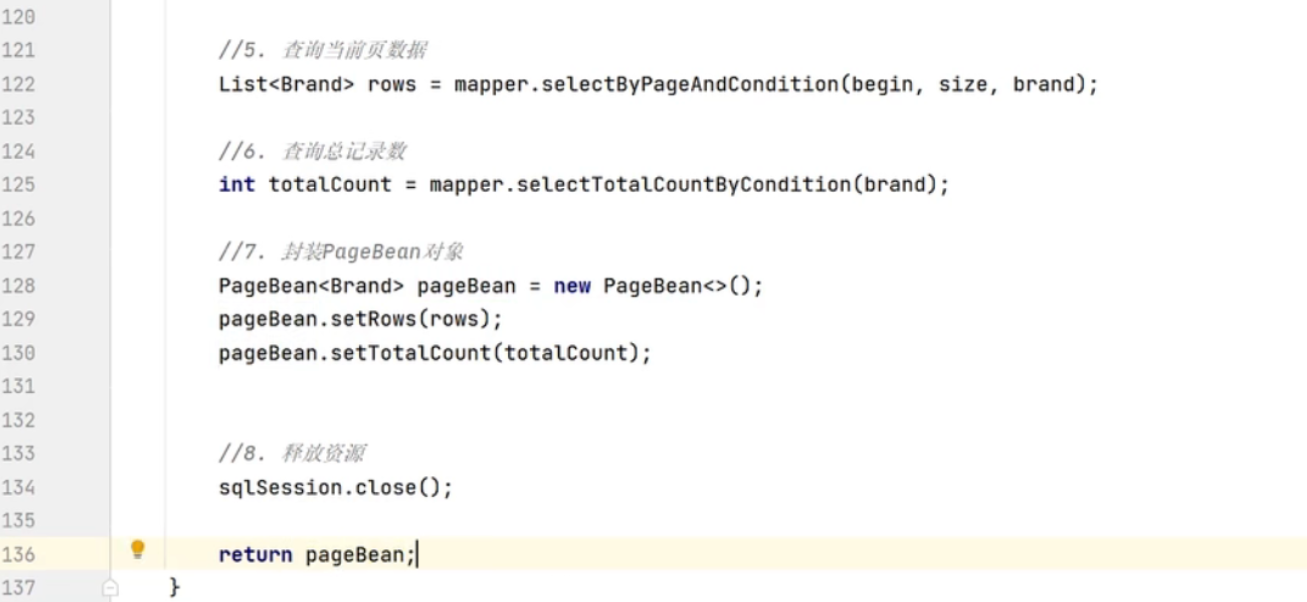 120
121 //5. 查询当前页数据
122 List<Brand> rows = mapper.selectByPageAndCondition(begin, size, brand);
123
124 //6. 查询总记录数
125 int totalCount = mapper.selectTotalCountByCondition(brand);
126
127 //7. 封装PageBean对象
128 PageBean<Brand> pageBean = new PageBean<>();
129 pageBean.setRows(rows);
130 pageBean.setTotalCount(totalCount);
131
132
133 //8. 释放资源
134 sqlSession.close();
135
136 return pageBean;
137 }